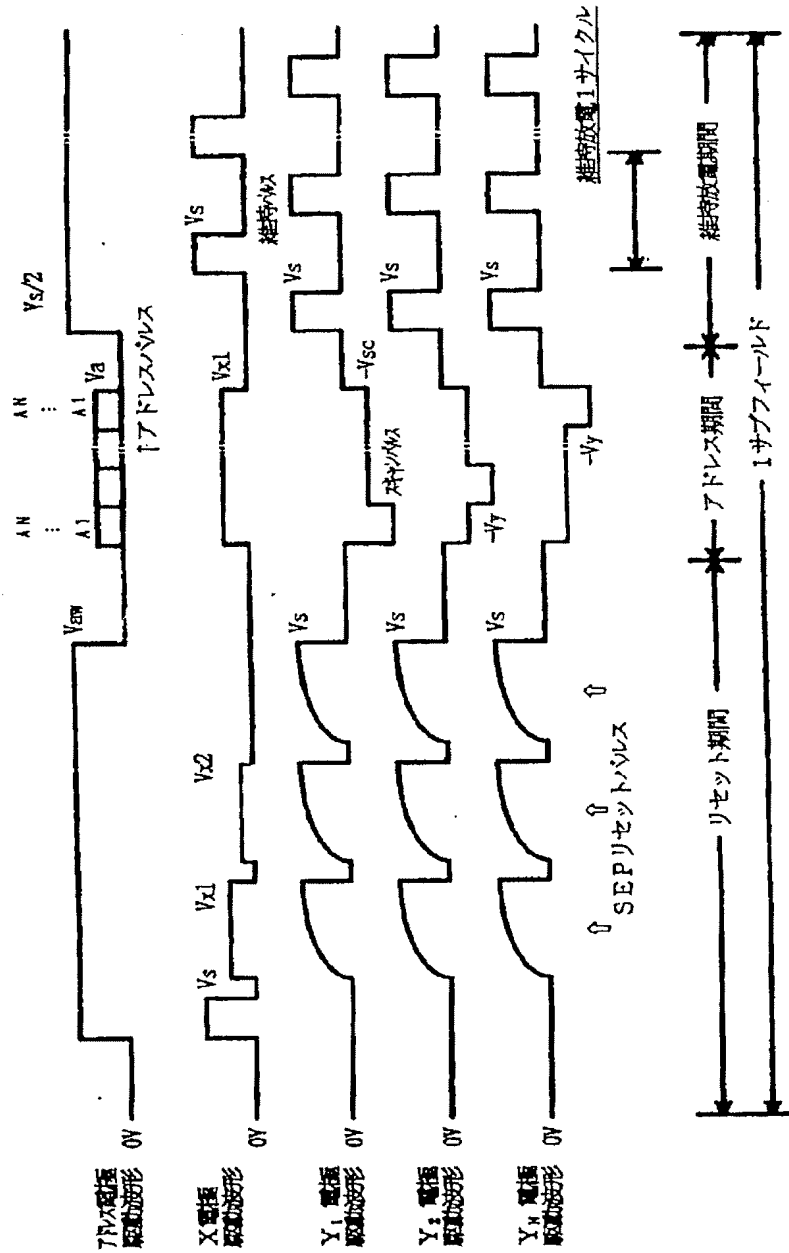 アドレス電極
駆動波形
0V
Vaw
AN
⋮
A1
AN
⋮
A1
Va
Vs/2
↑アドレスパルス
X電極
駆動波形
0V
Vs
Vx1
Vx2
Vx1
Vs
維持パルス
Y₁ 電極
駆動波形
0V
Vs
スキャンパルス
-Vsc
Vs
Y₂ 電極
駆動波形
0V
Vs
-Vy
Vs
Y_N 電極
駆動波形
0V
Vs
-Vy
Vs
SEPリセットパルス
維持放電1サイクル
リセット期間
アドレス期間
維持放電期間
1サブフィールド